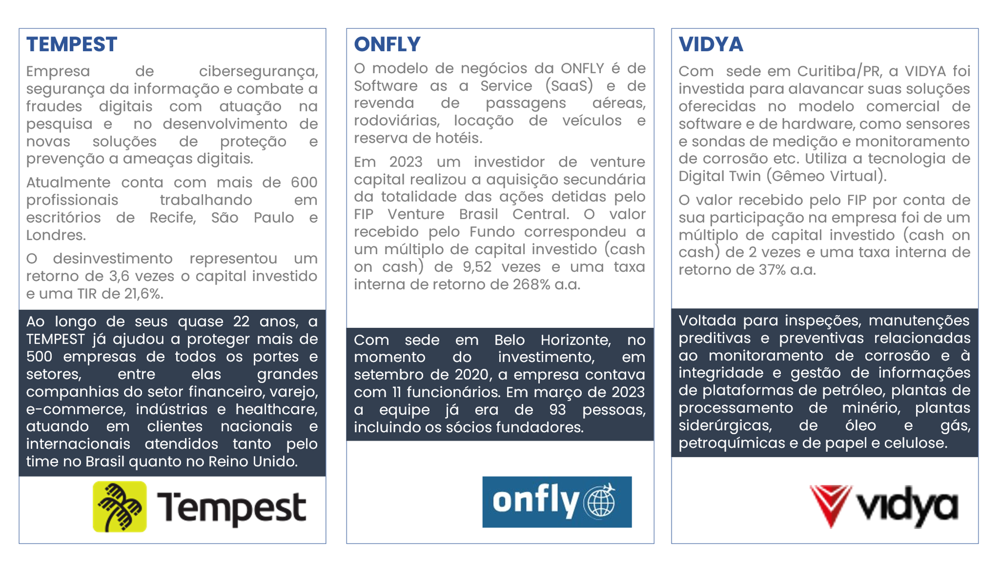 TEMPEST
Empresa de cibersegurança,
segurança da informação e combate a
fraudes digitais com atuação na
pesquisa e no desenvolvimento de
novas soluções de proteção e
prevenção a ameaças digitais.
Atualmente conta com mais de 600
profissionais trabalhando em
escritórios de Recife, São Paulo e
Londres.
O desinvestimento representou um
retorno de 3,6 vezes o capital investido
e uma TIR de 21,6%.
Ao longo de seus quase 22 anos, a
TEMPEST já ajudou a proteger mais de
500 empresas de todos os portes e
setores, entre elas grandes
companhias do setor financeiro, varejo,
e-commerce, indústrias e healthcare,
atuando em clientes nacionais e
internacionais atendidos tanto pelo
time no Brasil quanto no Reino Unido.
Tempest
ONFLY
O modelo de negócios da ONFLY é de
Software as a Service (SaaS) e de
revenda de passagens aéreas,
rodoviárias, locação de veículos e
reserva de hotéis.
Em 2023 um investidor de venture
capital realizou a aquisição secundária
da totalidade das ações detidas pelo
FIP Venture Brasil Central. O valor
recebido pelo Fundo correspondeu a
um múltiplo de capital investido (cash
on cash) de 9,52 vezes e uma taxa
interna de retorno de 268% a.a.
Com sede em Belo Horizonte, no
momento do investimento, em
setembro de 2020, a empresa contava
com 11 funcionários. Em março de 2023
a equipe já era de 93 pessoas,
incluindo os sócios fundadores.
onfly
VIDYA
Com sede em Curitiba/PR, a VIDYA foi
investida para alavancar suas soluções
oferecidas no modelo comercial de
software e de hardware, como sensores
e sondas de medição e monitoramento
de corrosão etc. Utiliza a tecnologia de
Digital Twin (Gêmeo Virtual).
O valor recebido pelo FIP por conta de
sua participação na empresa foi de um
múltiplo de capital investido (cash on
cash) de 2 vezes e uma taxa interna de
retorno de 37% a.a.
Voltada para inspeções, manutenções
preditivas e preventivas relacionadas
ao monitoramento de corrosão e à
integridade e gestão de informações
de plataformas de petróleo, plantas de
processamento de minério, plantas
siderúrgicas, de óleo e gás,
petroquímicas e de papel e celulose.
vidya